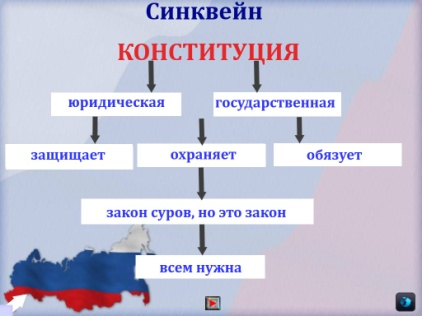 Синквейн
КОНСТИТУЦИЯ
юридическая государственная
защищает охраняет обязует
закон суров, но это закон
всем нужна